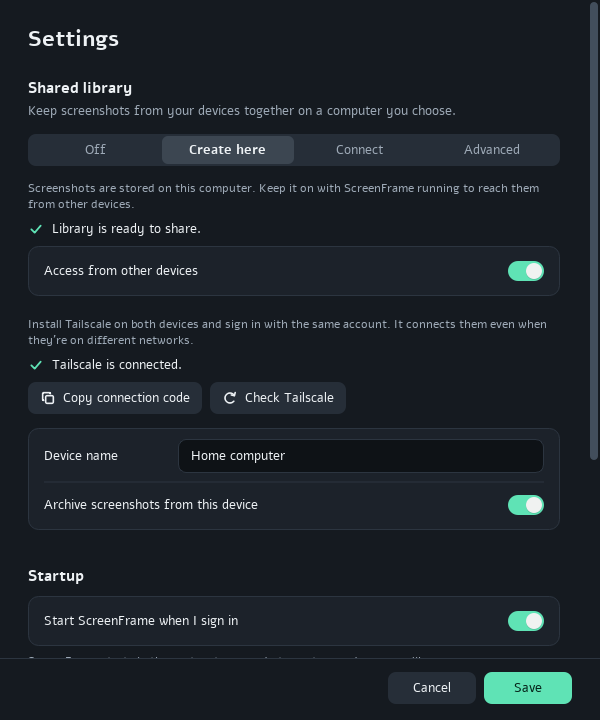 Settings
Shared library
Keep screenshots from your devices together on a computer you choose.
Off
Create here
Connect
Advanced
Screenshots are stored on this computer. Keep it on with ScreenFrame running to reach them
from other devices.
Library is ready to share.
Access from other devices
Install Tailscale on both devices and sign in with the same account. It connects them even when
they're on different networks.
Tailscale is connected.
Copy connection code
Check Tailscale
Device name
Home computer
Archive screenshots from this device
Startup
Start ScreenFrame when I sign in
Cancel
Save